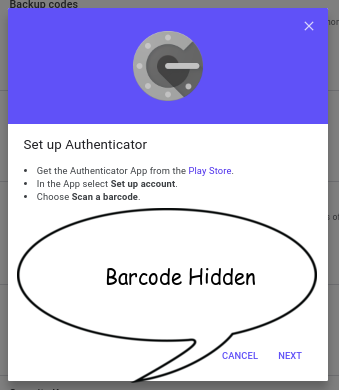 Backup codes
Set up Authenticator
Get the Authenticator App from the Play Store.
In the App select Set up account.
Choose Scan a barcode.
Barcode Hidden
CANCEL NEXT